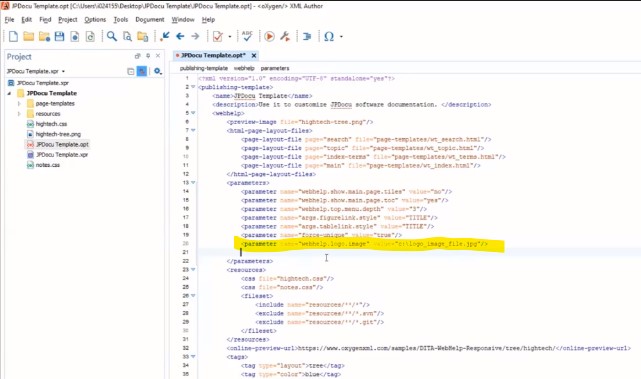 JPDocu Template.opt [C:\Users\i024155\Desktop\JPDocu Template\JPDocu Template.opt] - <oXygen/> XML Author
File Edit Find Project Options Tools Document Window Help
Project
JPDocu Template.opt*
JPDocu Template.xpr
publishing-template webhelp parameters
JPDocu Template.xpr
JPDocu Template
page-templates
resources
hightech.css
hightech-tree.png
JPDocu Template.opt
JPDocu Template.xpr
notes.css
1 <?xml version="1.0" encoding="UTF-8" standalone="yes"?>
2 <publishing-template>
3 <name>JPDocu Template</name>
4 <description>Use it to customize JPDocu software documentation. </description>
5 <webhelp>
6 <preview-image file="hightech-tree.png"/>
7 <html-page-layout-files>
8 <page-layout-file page="search" file="page-templates/wt_search.html"/>
9 <page-layout-file page="topic" file="page-templates/wt_topic.html"/>
10 <page-layout-file page="index-terms" file="page-templates/wt_terms.html"/>
11 <page-layout-file page="main" file="page-templates/wt_index.html"/>
12 </html-page-layout-files>
13 <parameters>
14 <parameter name="webhelp.show.main.page.tiles" value="no"/>
15 <parameter name="webhelp.show.main.page.toc" value="yes"/>
16 <parameter name="webhelp.top.menu.depth" value="3"/>
17 <parameter name="args.figurelink.style" value="TITLE"/>
18 <parameter name="args.tablelink.style" value="TITLE"/>
19 <parameter name="force-unique" value="true"/>
20 <parameter name="webhelp.logo.image" value="C:\logo_image_file.jpg"/>
21
22 </parameters>
23 <resources>
24 <css file="hightech.css"/>
25 <css file="notes.css"/>
26 <fileset>
27 <include name="resources/**/*"/>
28 <exclude name="resources/**/*.svn"/>
29 <exclude name="resources/**/*.git"/>
30 </fileset>
31 </resources>
32 <online-preview-url>https://www.oxygenxml.com/samples/DITA-WebHelp-Responsive/tree/hightech/</online-preview-url>
33 <tags>
34 <tag type="layout">tree</tag>
35 <tag type="color">blue</tag>